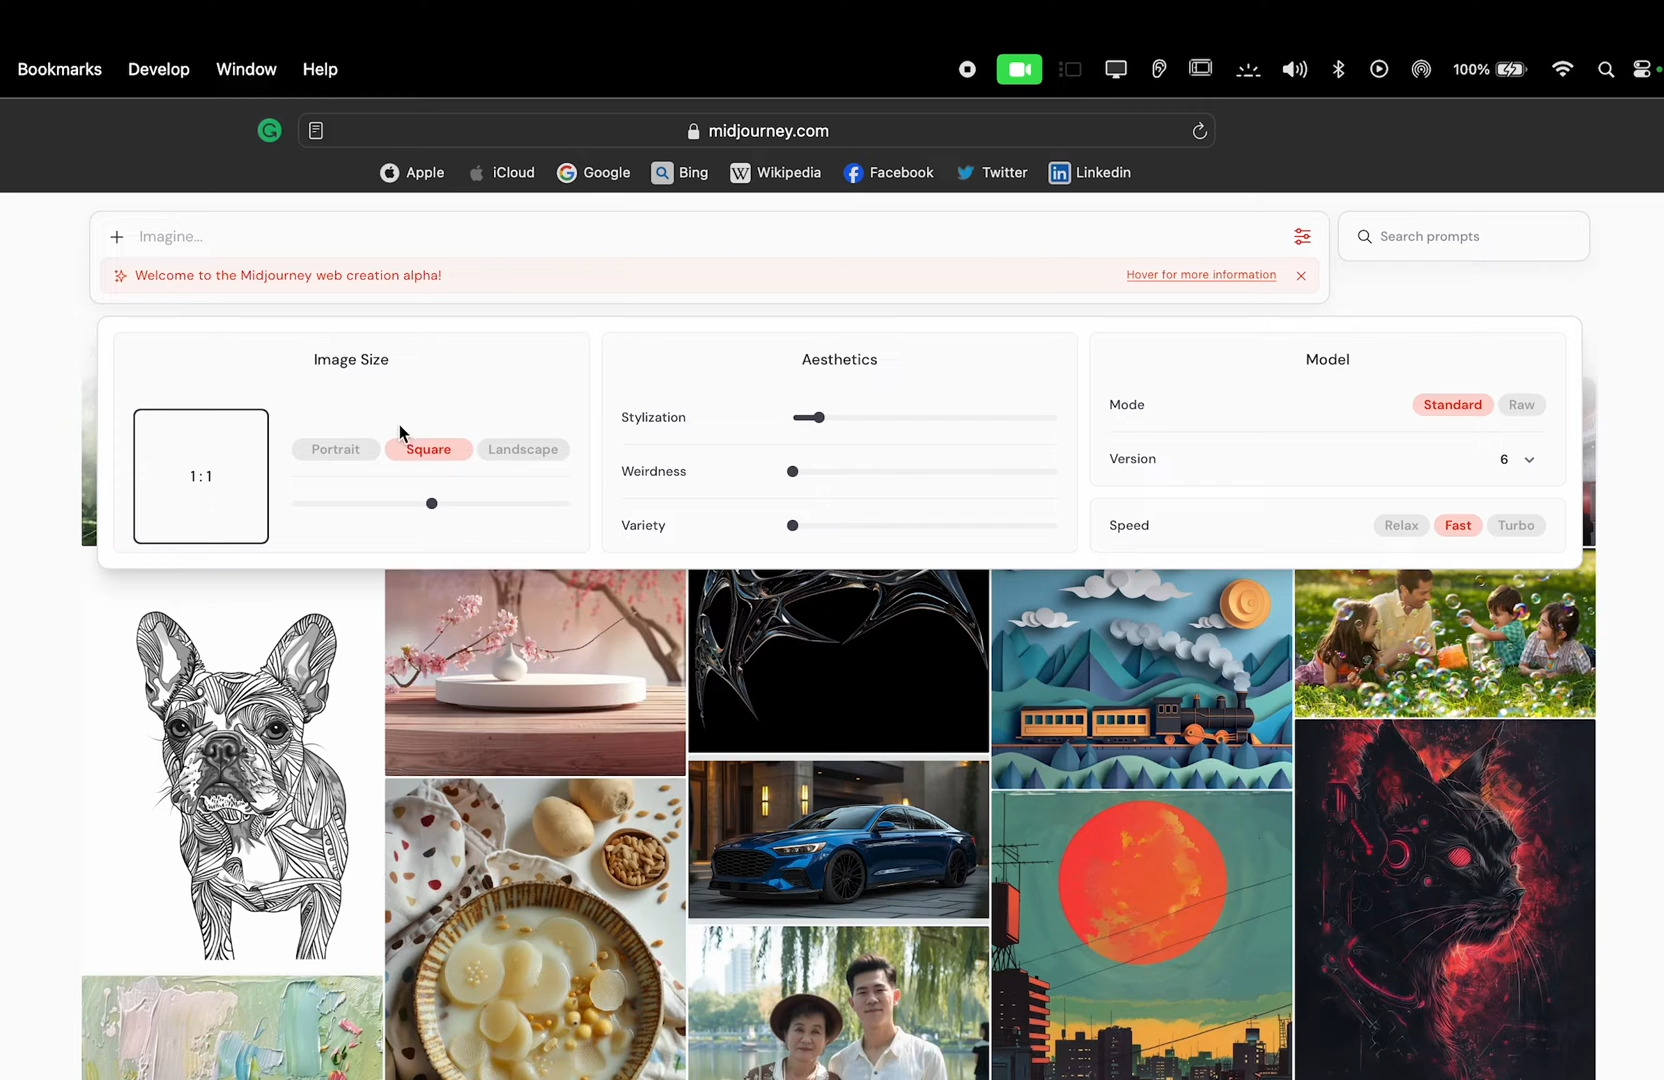 Bookmarks Develop Window Help 100%
midjourney.com
Apple iCloud Google Bing W Wikipedia Facebook Twitter in Linkedin
+ Imagine...
Search prompts
Welcome to the Midjourney web creation alpha! Hover for more information
Image Size
1 : 1
Portrait Square Landscape
Aesthetics
Stylization
Weirdness
Variety
Model
Mode Standard Raw
Version 6
Speed Relax Fast Turbo